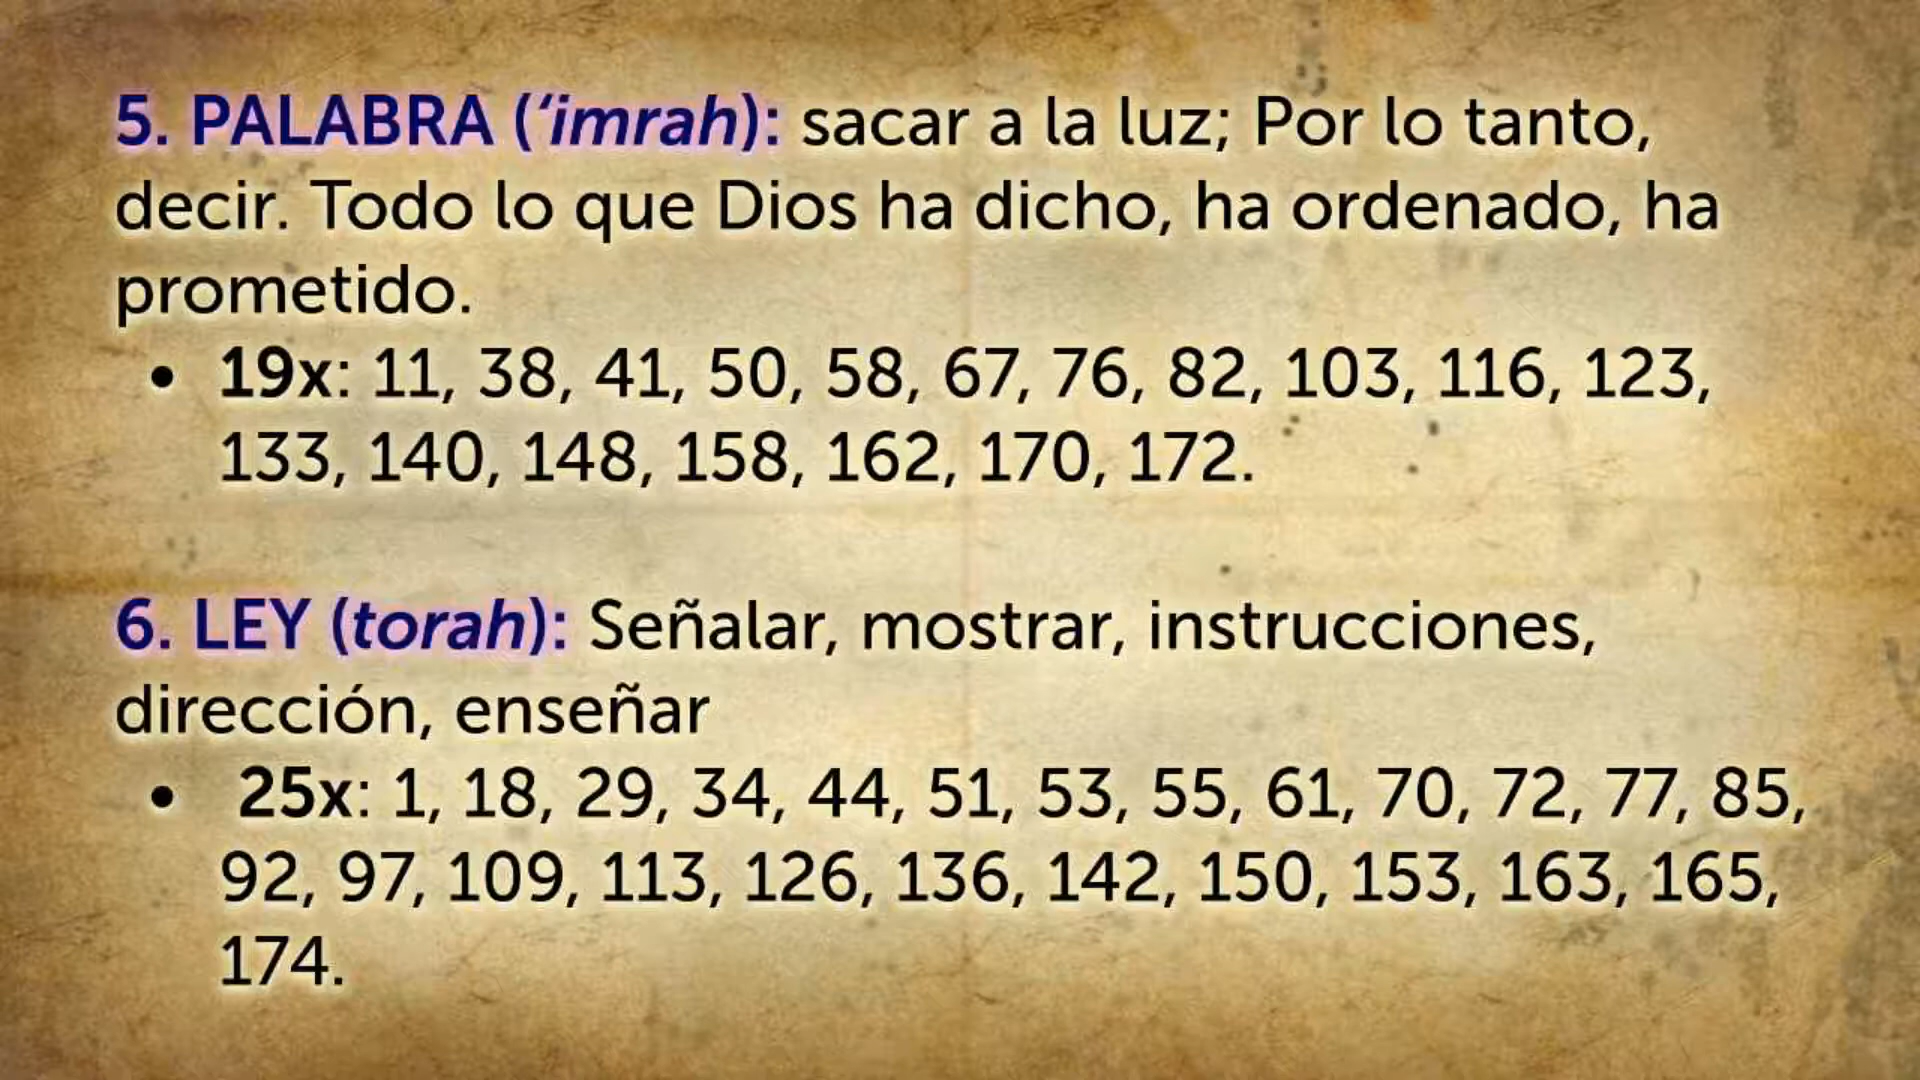 5. PALABRA (‘imrah): sacar a la luz; Por lo tanto,
decir. Todo lo que Dios ha dicho, ha ordenado, ha
prometido.
• 19x: 11, 38, 41, 50, 58, 67, 76, 82, 103, 116, 123,
133, 140, 148, 158, 162, 170, 172.
6. LEY (torah): Señalar, mostrar, instrucciones,
dirección, enseñar
• 25x: 1, 18, 29, 34, 44, 51, 53, 55, 61, 70, 72, 77, 85,
92, 97, 109, 113, 126, 136, 142, 150, 153, 163, 165,
174.